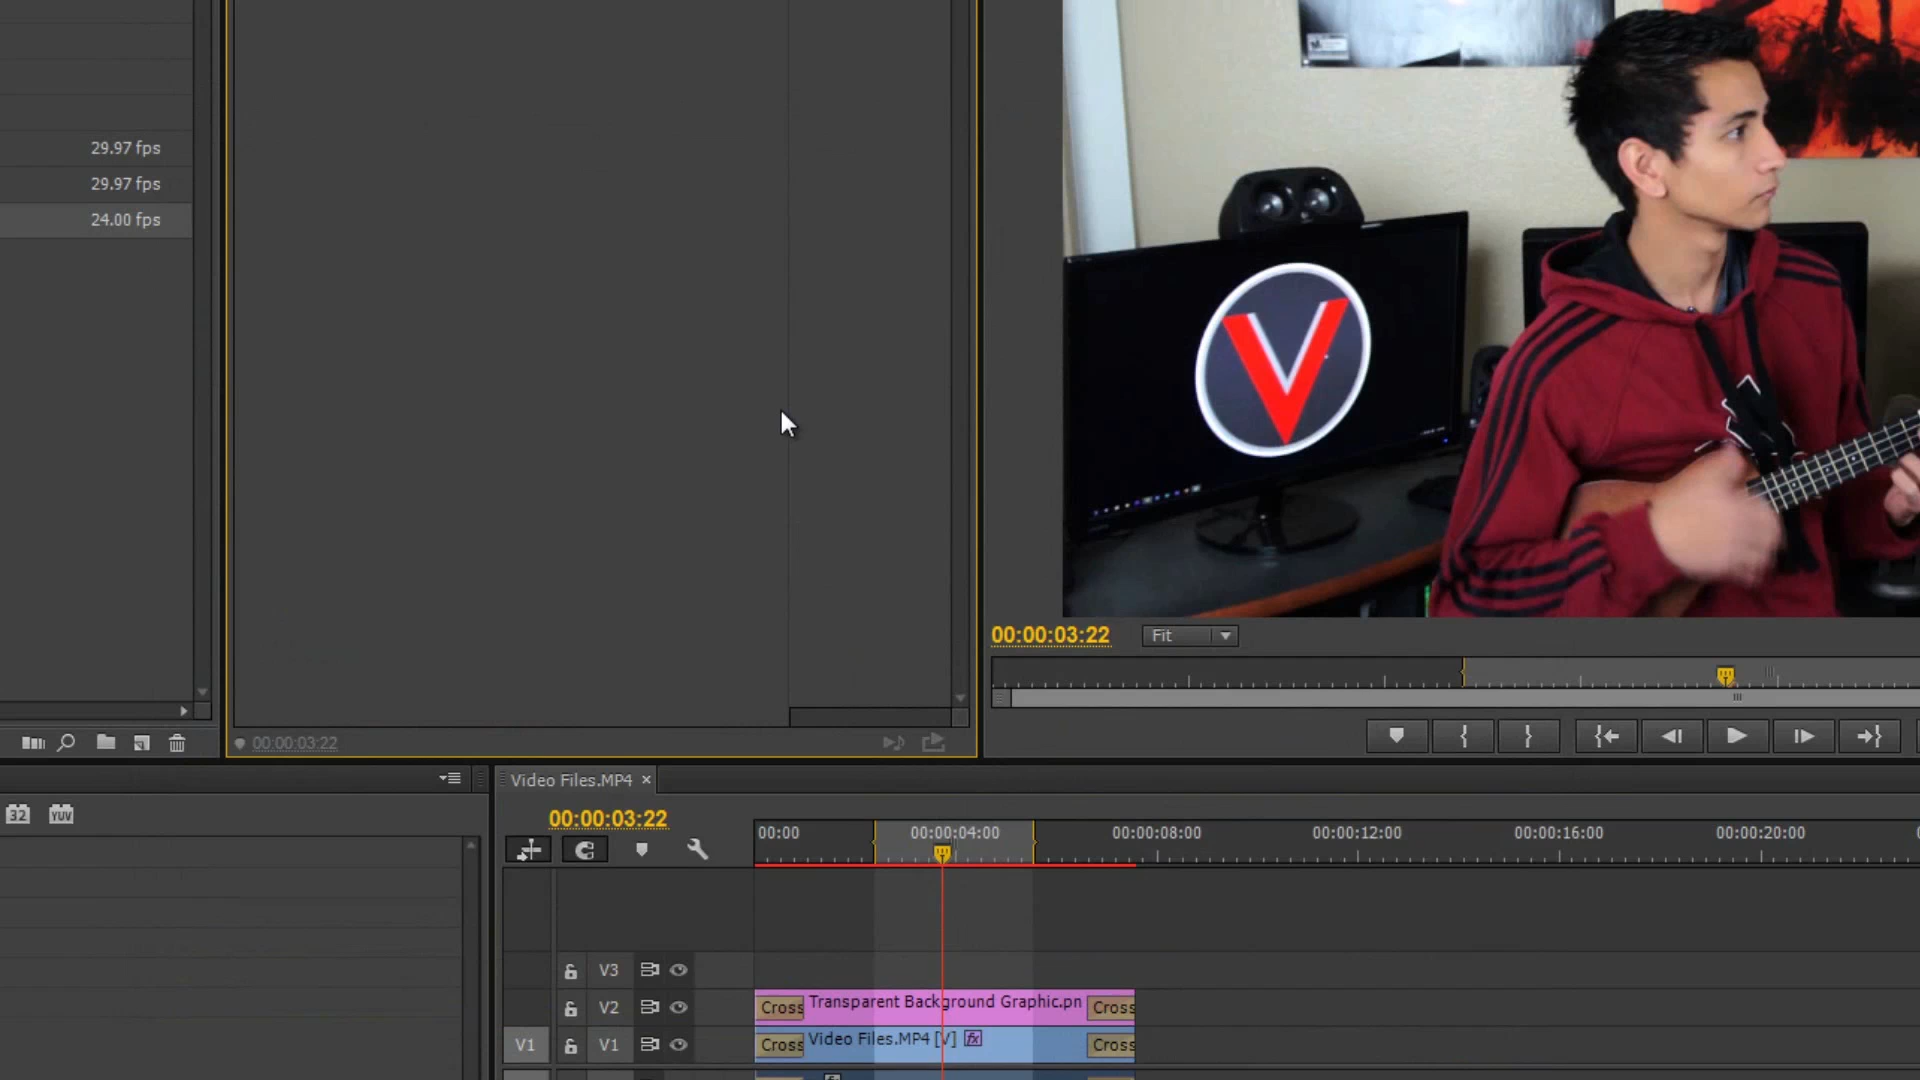 29.97 fps
29.97 fps
24.00 fps
V
00:00:03:22
Fit
00:00:03:22
Video Files.MP4 ×
32
YUV
00:00:03:22
00:00
00:00:04:00
00:00:08:00
00:00:12:00
00:00:16:00
00:00:20:00
V3
V2
Cross
Transparent Background Graphic.pn
Cross
V1
V1
Cross
Video Files.MP4 [V] fx
Cross